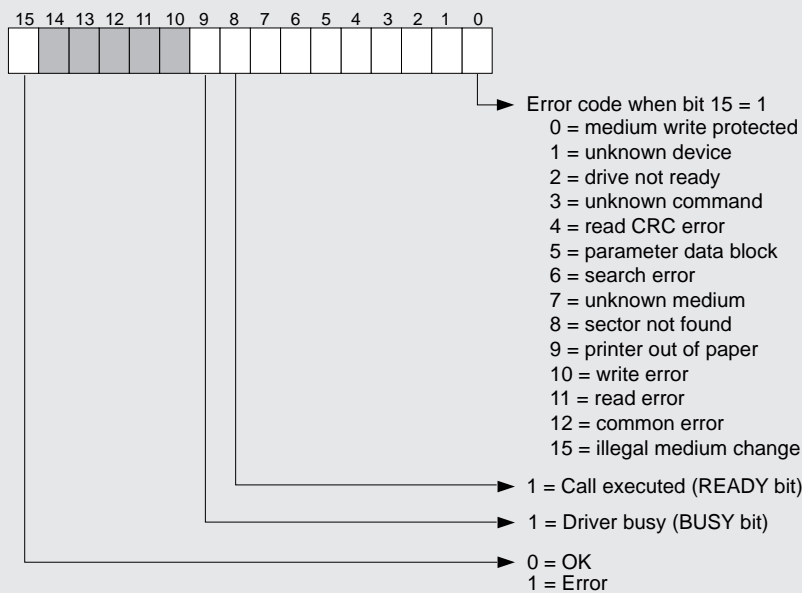 15 14 13 12 11 10 9 8 7 6 5 4 3 2 1 0
Error code when bit 15 = 1
0 = medium write protected
1 = unknown device
2 = drive not ready
3 = unknown command
4 = read CRC error
5 = parameter data block
6 = search error
7 = unknown medium
8 = sector not found
9 = printer out of paper
10 = write error
11 = read error
12 = common error
15 = illegal medium change
1 = Call executed (READY bit)
1 = Driver busy (BUSY bit)
0 = OK
1 = Error